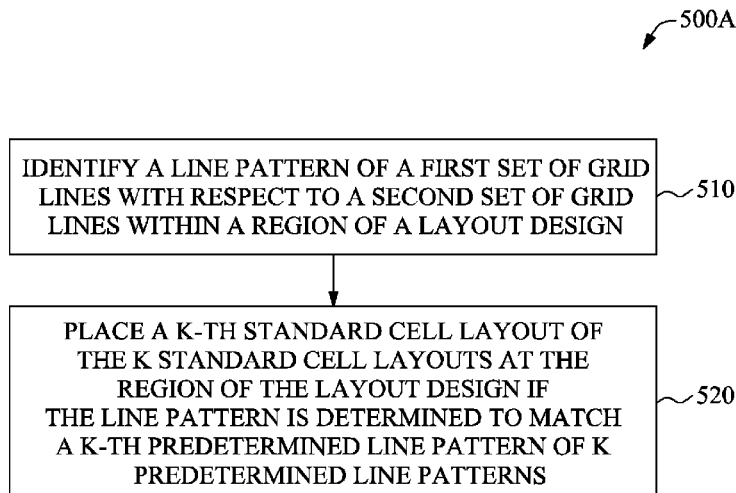 500A
IDENTIFY A LINE PATTERN OF A FIRST SET OF GRID
LINES WITH RESPECT TO A SECOND SET OF GRID
LINES WITHIN A REGION OF A LAYOUT DESIGN
510
PLACE A K-TH STANDARD CELL LAYOUT OF
THE K STANDARD CELL LAYOUTS AT THE
REGION OF THE LAYOUT DESIGN IF
THE LINE PATTERN IS DETERMINED TO MATCH
A K-TH PREDETERMINED LINE PATTERN OF K
PREDETERMINED LINE PATTERNS
520